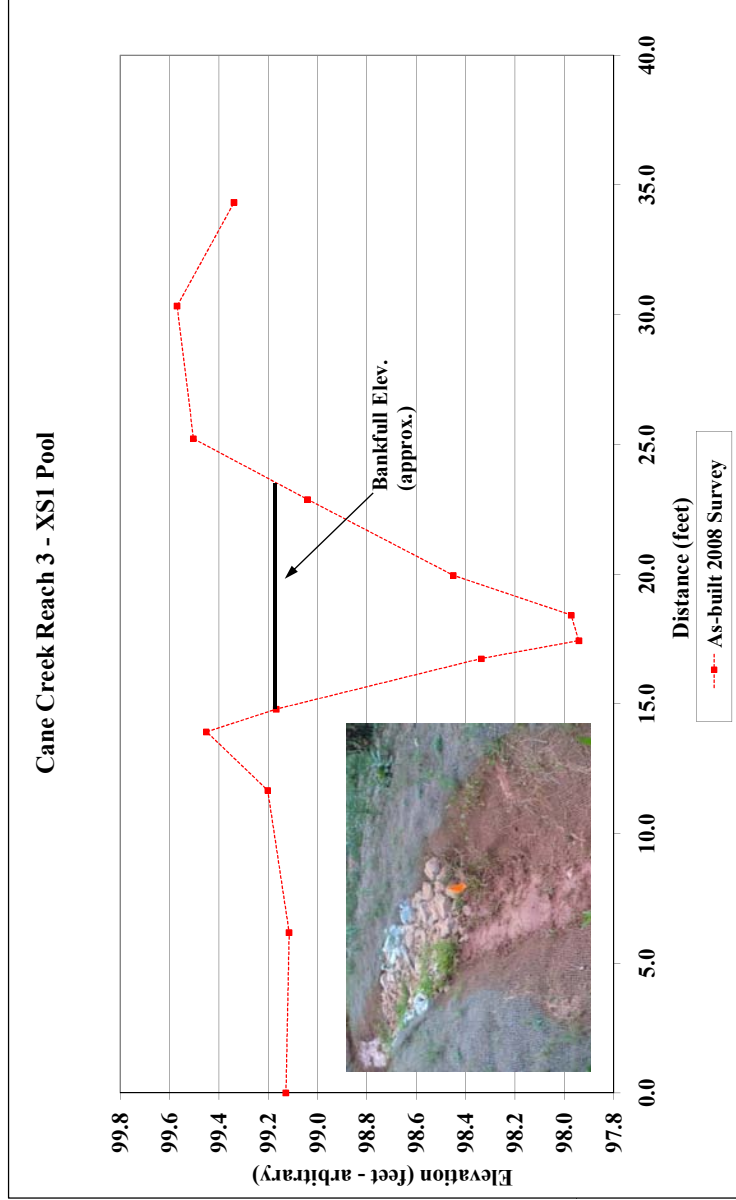 Cane Creek Reach 3 - XS1 Pool
99.8
99.6
99.4
99.2
99.0
98.8
98.6
98.4
98.2
98.0
97.8
Elevation (feet - arbitrary)
Bankfull Elev.
(approx.)
0.0 5.0 10.0 15.0 20.0 25.0 30.0 35.0 40.0
Distance (feet)
As-built 2008 Survey